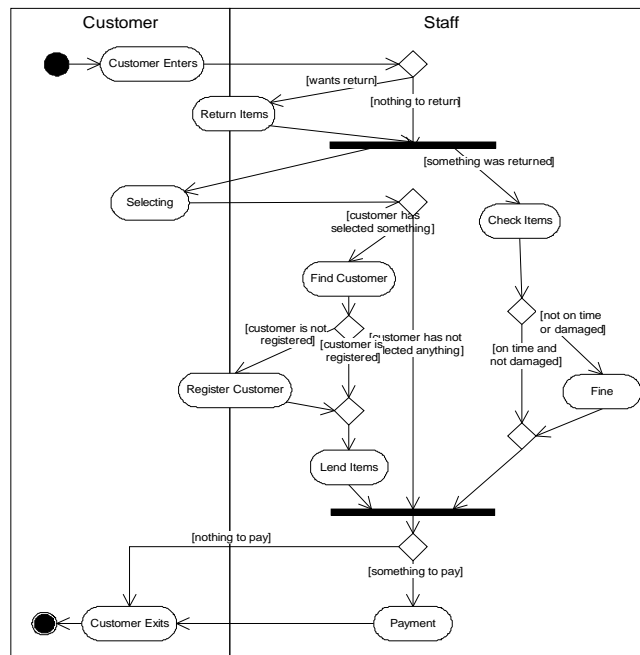 Customer
Staff
Customer Enters
[wants return]
[nothing to return]
Return Items
[something was returned]
Selecting
[customer has
selected something]
Check Items
Find Customer
[customer is not
registered]
[customer is
registered]
[customer has not
selected anything]
[not on time
or damaged]
[on time and
not damaged]
Register Customer
Fine
Lend Items
[nothing to pay]
[something to pay]
Customer Exits
Payment